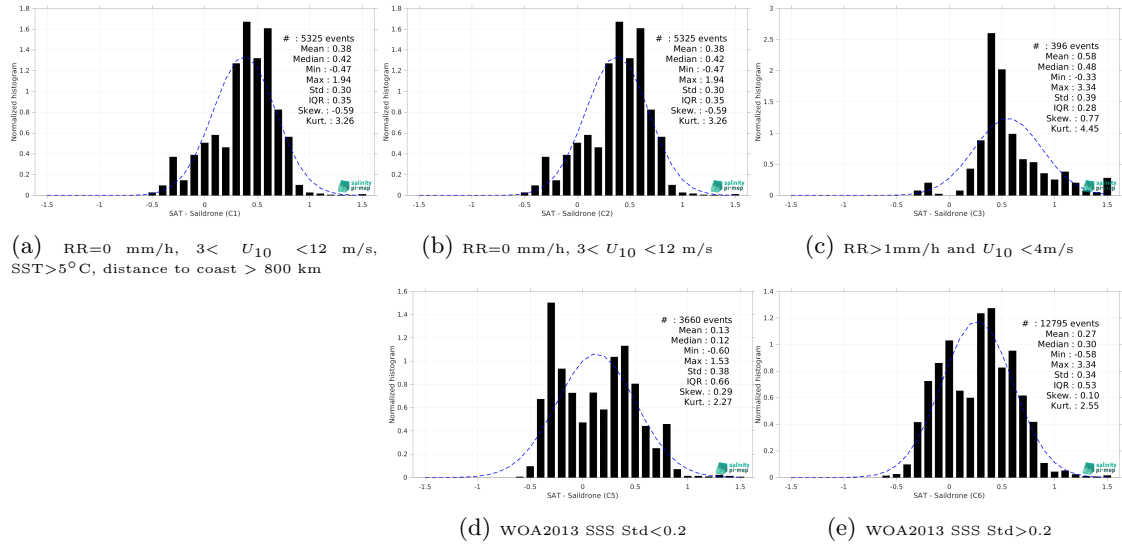 1.8
1.6
1.4
1.2
1
0.8
0.6
0.4
0.2
0
Normalized histogram
-1.5 -1 -0.5 0 0.5 1 1.5
SAT - Saildrone (C1)
# : 5325 events
Mean : 0.38
Median : 0.42
Min : -0.47
Max : 1.94
Std : 0.30
IQR : 0.35
Skew. : -0.59
Kurt. : 3.26
salinity
pi-mep
(a) RR=0 mm/h, 3< U10 <12 m/s,
SST>5°C, distance to coast > 800 km
1.8
1.6
1.4
1.2
1
0.8
0.6
0.4
0.2
0
Normalized histogram
-1.5 -1 -0.5 0 0.5 1 1.5
SAT - Saildrone (C2)
# : 5325 events
Mean : 0.38
Median : 0.42
Min : -0.47
Max : 1.94
Std : 0.30
IQR : 0.35
Skew. : -0.59
Kurt. : 3.26
salinity
pi-mep
(b) RR=0 mm/h, 3< U10 <12 m/s
3
2.5
2
1.5
1
0.5
0
Normalized histogram
-1.5 -1 -0.5 0 0.5 1 1.5
SAT - Saildrone (C3)
# : 396 events
Mean : 0.58
Median : 0.48
Min : -0.33
Max : 3.34
Std : 0.39
IQR : 0.28
Skew. : 0.77
Kurt. : 4.45
salinity
pi-mep
(c) RR>1mm/h and U10 <4m/s
1.6
1.4
1.2
1
0.8
0.6
0.4
0.2
0
Normalized histogram
-1.5 -1 -0.5 0 0.5 1 1.5
SAT - Saildrone (C5)
# : 3660 events
Mean : 0.13
Median : 0.12
Min : -0.60
Max : 1.53
Std : 0.38
IQR : 0.66
Skew. : 0.29
Kurt. : 2.27
salinity
pi-mep
(d) WOA2013 SSS Std<0.2
1.4
1.2
1
0.8
0.6
0.4
0.2
0
Normalized histogram
-1.5 -1 -0.5 0 0.5 1 1.5
SAT - Saildrone (C6)
# : 12795 events
Mean : 0.27
Median : 0.30
Min : -0.58
Max : 3.34
Std : 0.34
IQR : 0.53
Skew. : 0.10
Kurt. : 2.55
salinity
pi-mep
(e) WOA2013 SSS Std>0.2